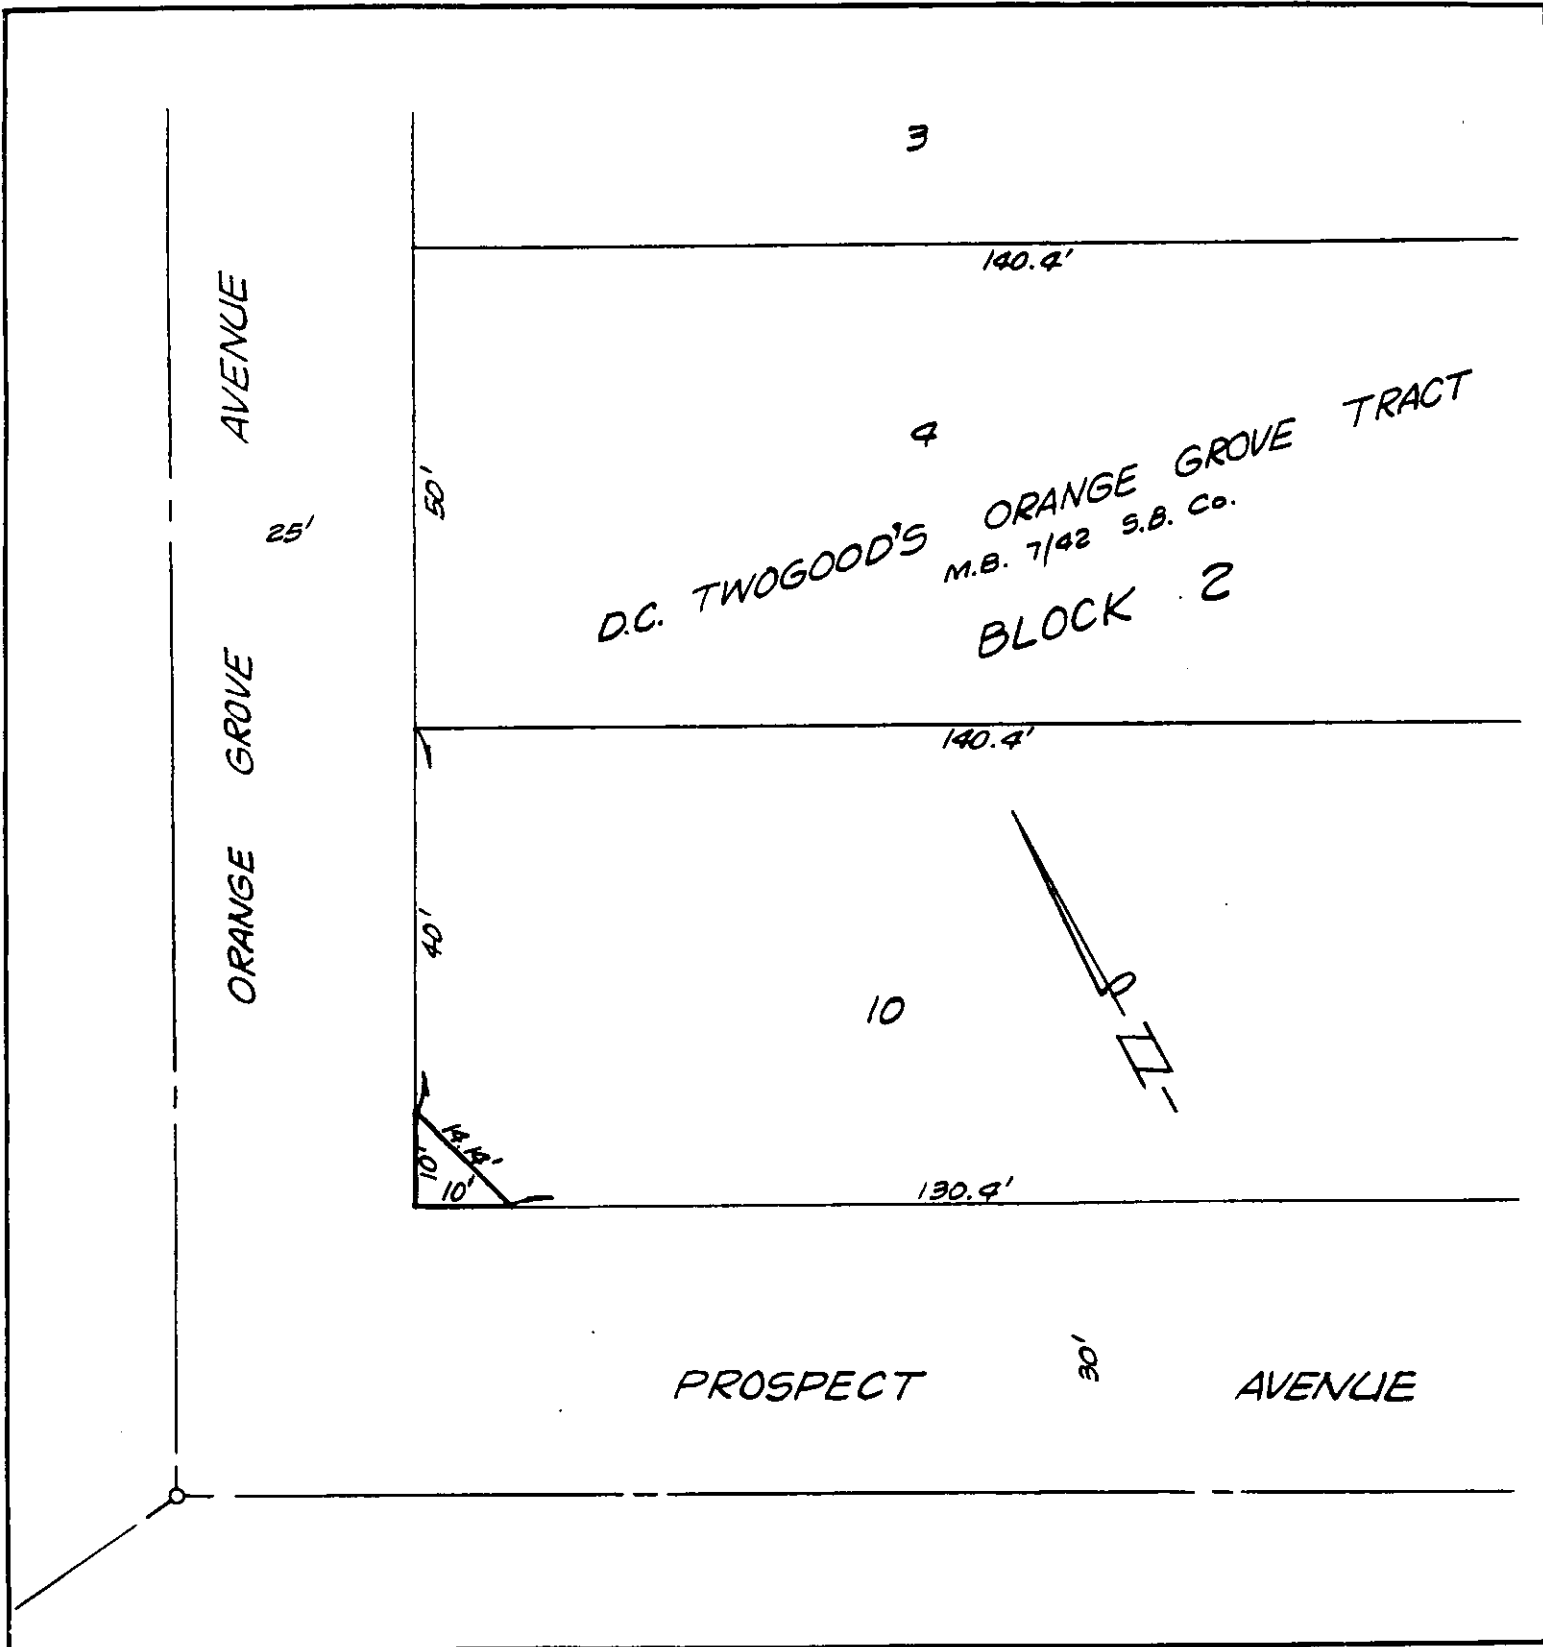 3
140.4'
ORANGE GROVE AVENUE
25'
50'
4
D.C. TWOGOOD'S ORANGE GROVE TRACT
M.B. 7/42 S.B. Co.
BLOCK 2
140.4'
40'
10
N
14.14'
10'
10'
130.4'
PROSPECT AVENUE
30'